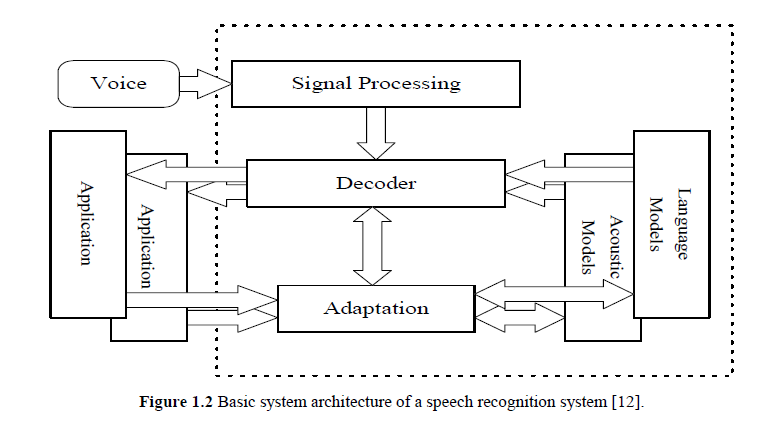 Voice
Signal Processing
Decoder
Application
Application
Acoustic
Models
Language
Models
Adaptation
Figure 1.2 Basic system architecture of a speech recognition system [12].